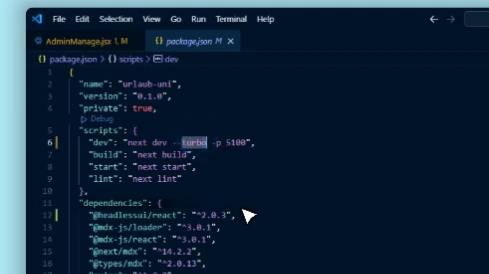 File Edit Selection View Go Run Terminal Help
AdminManage.jsx 1, M {} package.json M ×
{} package.json > {} scripts > dev
1 {
2 "name": "urlaub-uni",
3 "version": "0.1.0",
4 "private": true,
Debug
5 "scripts": {
6 "dev": "next dev --turbo -p 5100",
7 "build": "next build",
8 "start": "next start",
9 "lint": "next lint"
10 },
11 "dependencies": {
12 "@headlessui/react": "^2.0.3",
13 "@mdx-js/loader": "^3.0.1",
14 "@mdx-js/react": "^3.0.1",
15 "@next/mdx": "^14.2.2",
16 "@types/mdx": "^2.0.13",